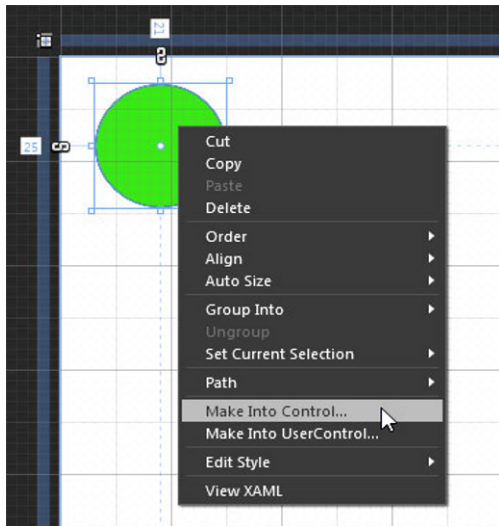 21
25
Cut
Copy
Paste
Delete
Order
Align
Auto Size
Group Into
Ungroup
Set Current Selection
Path
Make Into Control...
Make Into UserControl...
Edit Style
View XAML